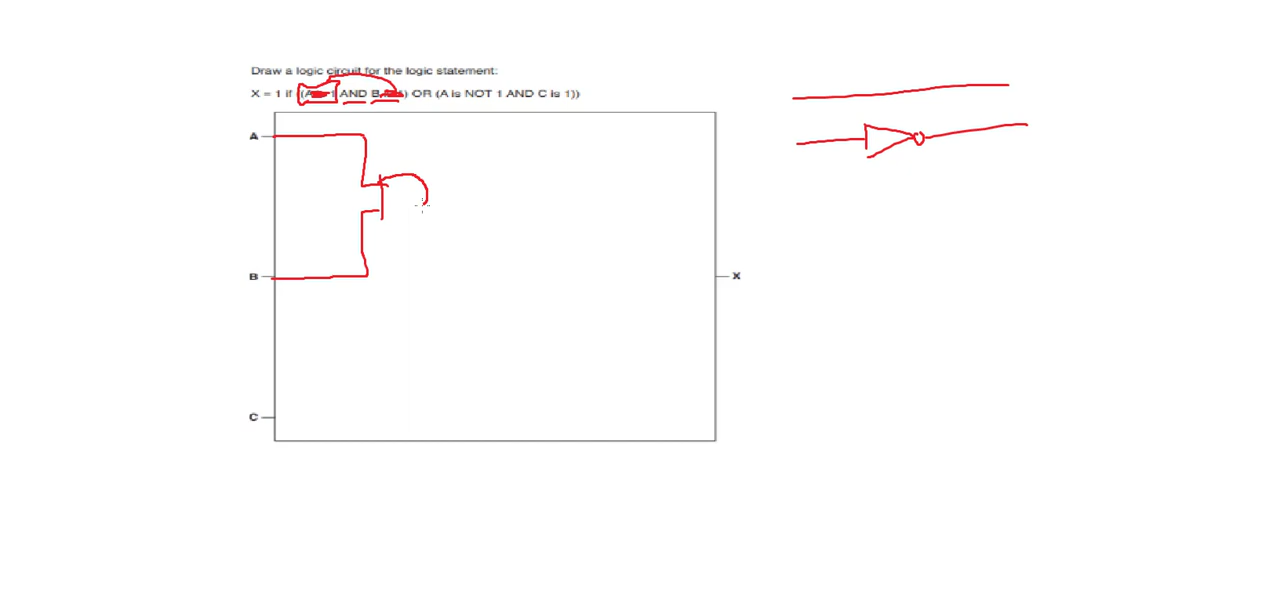 Draw a logic circuit for the logic statement:
X = 1 if ((A 1 AND B ) OR (A is NOT 1 AND C is 1))
A
B
X
C